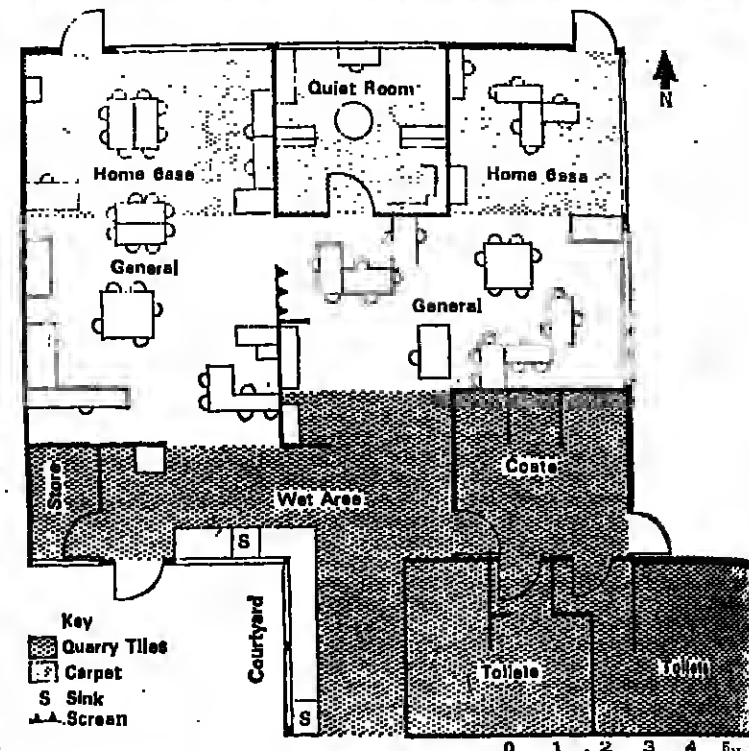 Quiet Room
N
Home Base
Home Base
General
General
Coats
Store
Wet Area
S
Courtyard
Key
Quarry Tiles
Carpet
S Sink
Screen
S
Toilets
Toilets
0 1 2 3 4 5